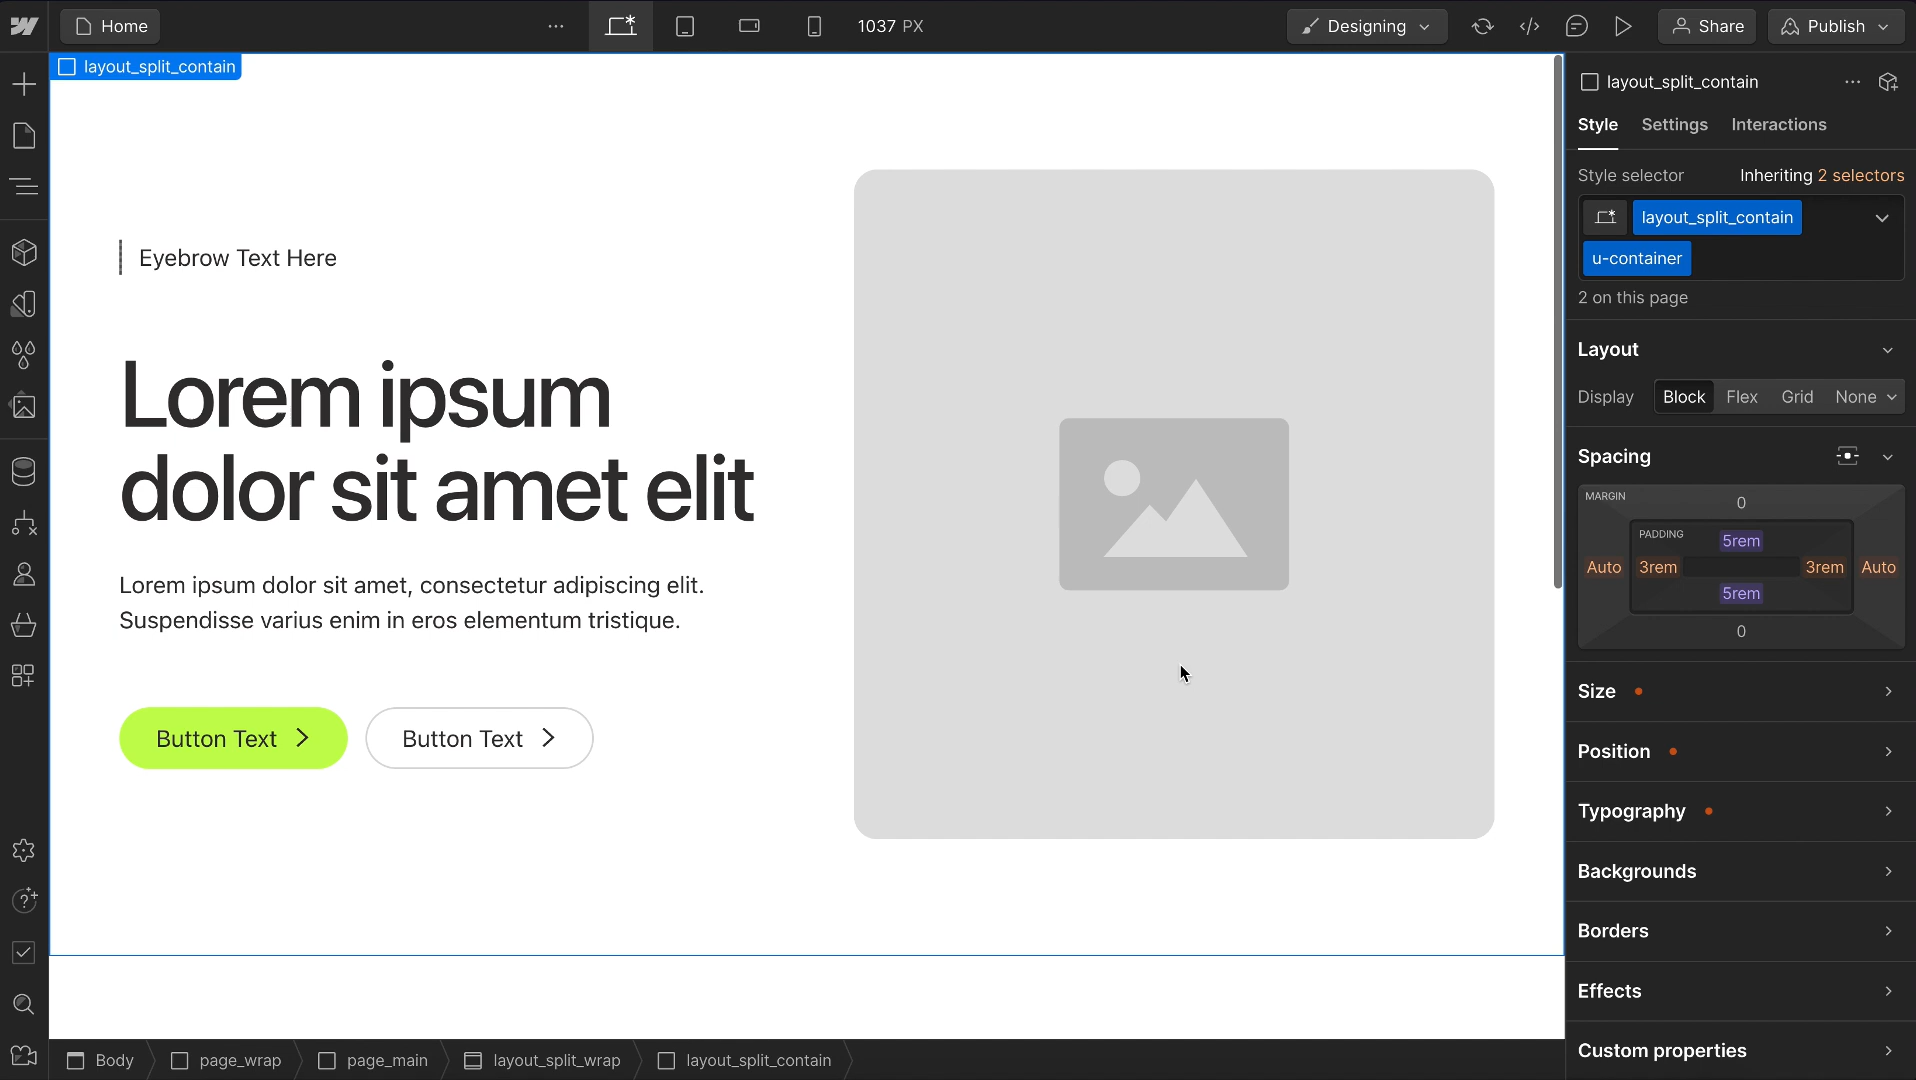 Home
1037 PX
Designing
Share
Publish
layout_split_contain
Eyebrow Text Here
Lorem ipsum
dolor sit amet elit
Lorem ipsum dolor sit amet, consectetur adipiscing elit.
Suspendisse varius enim in eros elementum tristique.
Button Text
Button Text
layout_split_contain
Style
Settings
Interactions
Style selector
Inheriting 2 selectors
layout_split_contain
u-container
2 on this page
Layout
Display
Block
Flex
Grid
None
Spacing
MARGIN
0
PADDING
5rem
Auto
3rem
3rem
Auto
5rem
0
Size
Position
Typography
Backgrounds
Borders
Effects
Custom properties
Body
page_wrap
page_main
layout_split_wrap
layout_split_contain